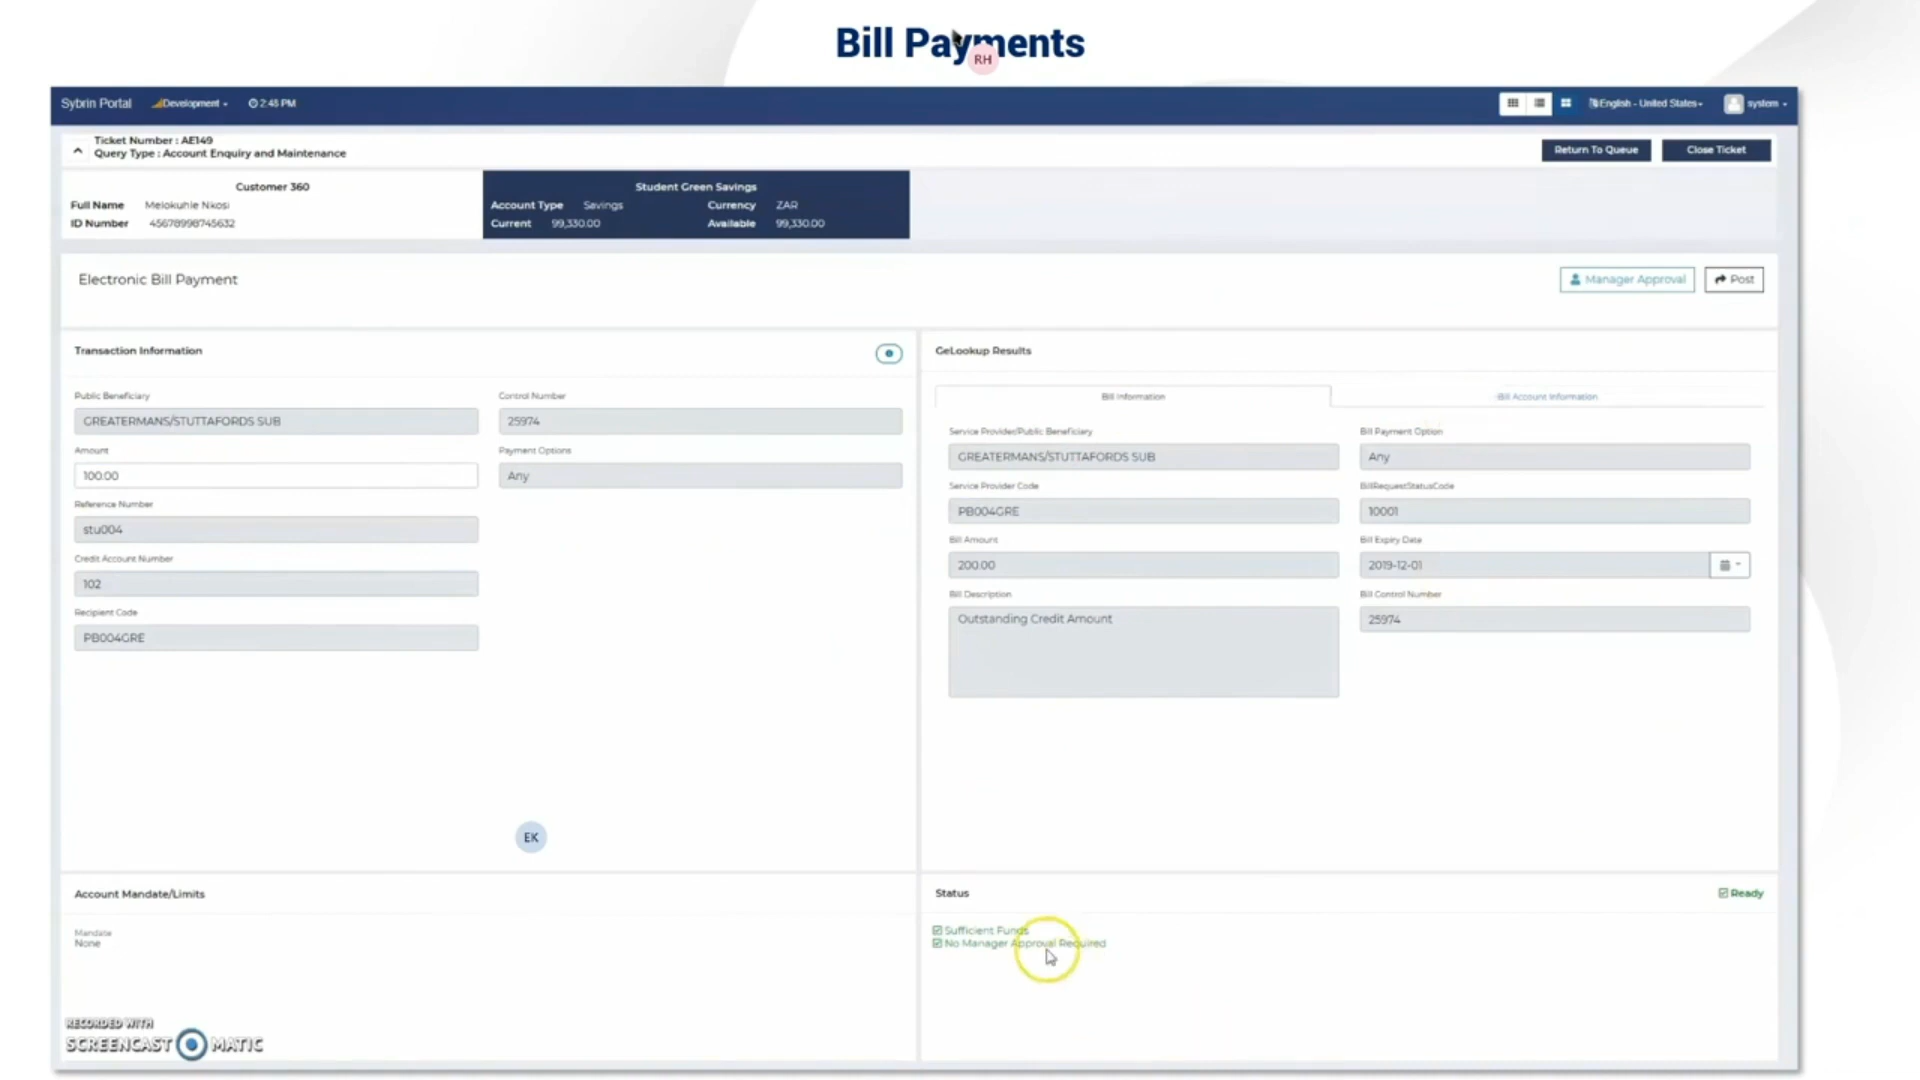 Bill Payments
RH
Sybrin Portal Development 2:48 PM English - United States system
Ticket Number : AE149
Query Type : Account Enquiry and Maintenance
Return To Queue Close Ticket
Customer 360
Full Name Melokuhle Nkosi
ID Number 45678998745632
Student Green Savings
Account Type Savings Currency ZAR
Current 99,330.00 Available 99,330.00
Electronic Bill Payment
Manager Approval Post
Transaction Information
Public Beneficiary Control Number
GREATERMANS/STUTTAFORDS SUB 25974
Amount Payment Options
100.00 Any
Reference Number
stu004
Credit Account Number
102
Recipient Code
PB004GRE
EK
GeLookup Results
Bill Information Bill Account Information
Service Provider/Public Beneficiary Bill Payment Option
GREATERMANS/STUTTAFORDS SUB Any
Service Provider Code BillRequestStatusCode
PB004GRE 10001
Bill Amount Bill Expiry Date
200.00 2019-12-01
Bill Description Bill Control Number
Outstanding Credit Amount 25974
Account Mandate/Limits
Mandate
None
Status Ready
Sufficient Funds
No Manager Approval Required
RECORDED WITH
SCREENCAST MATIC